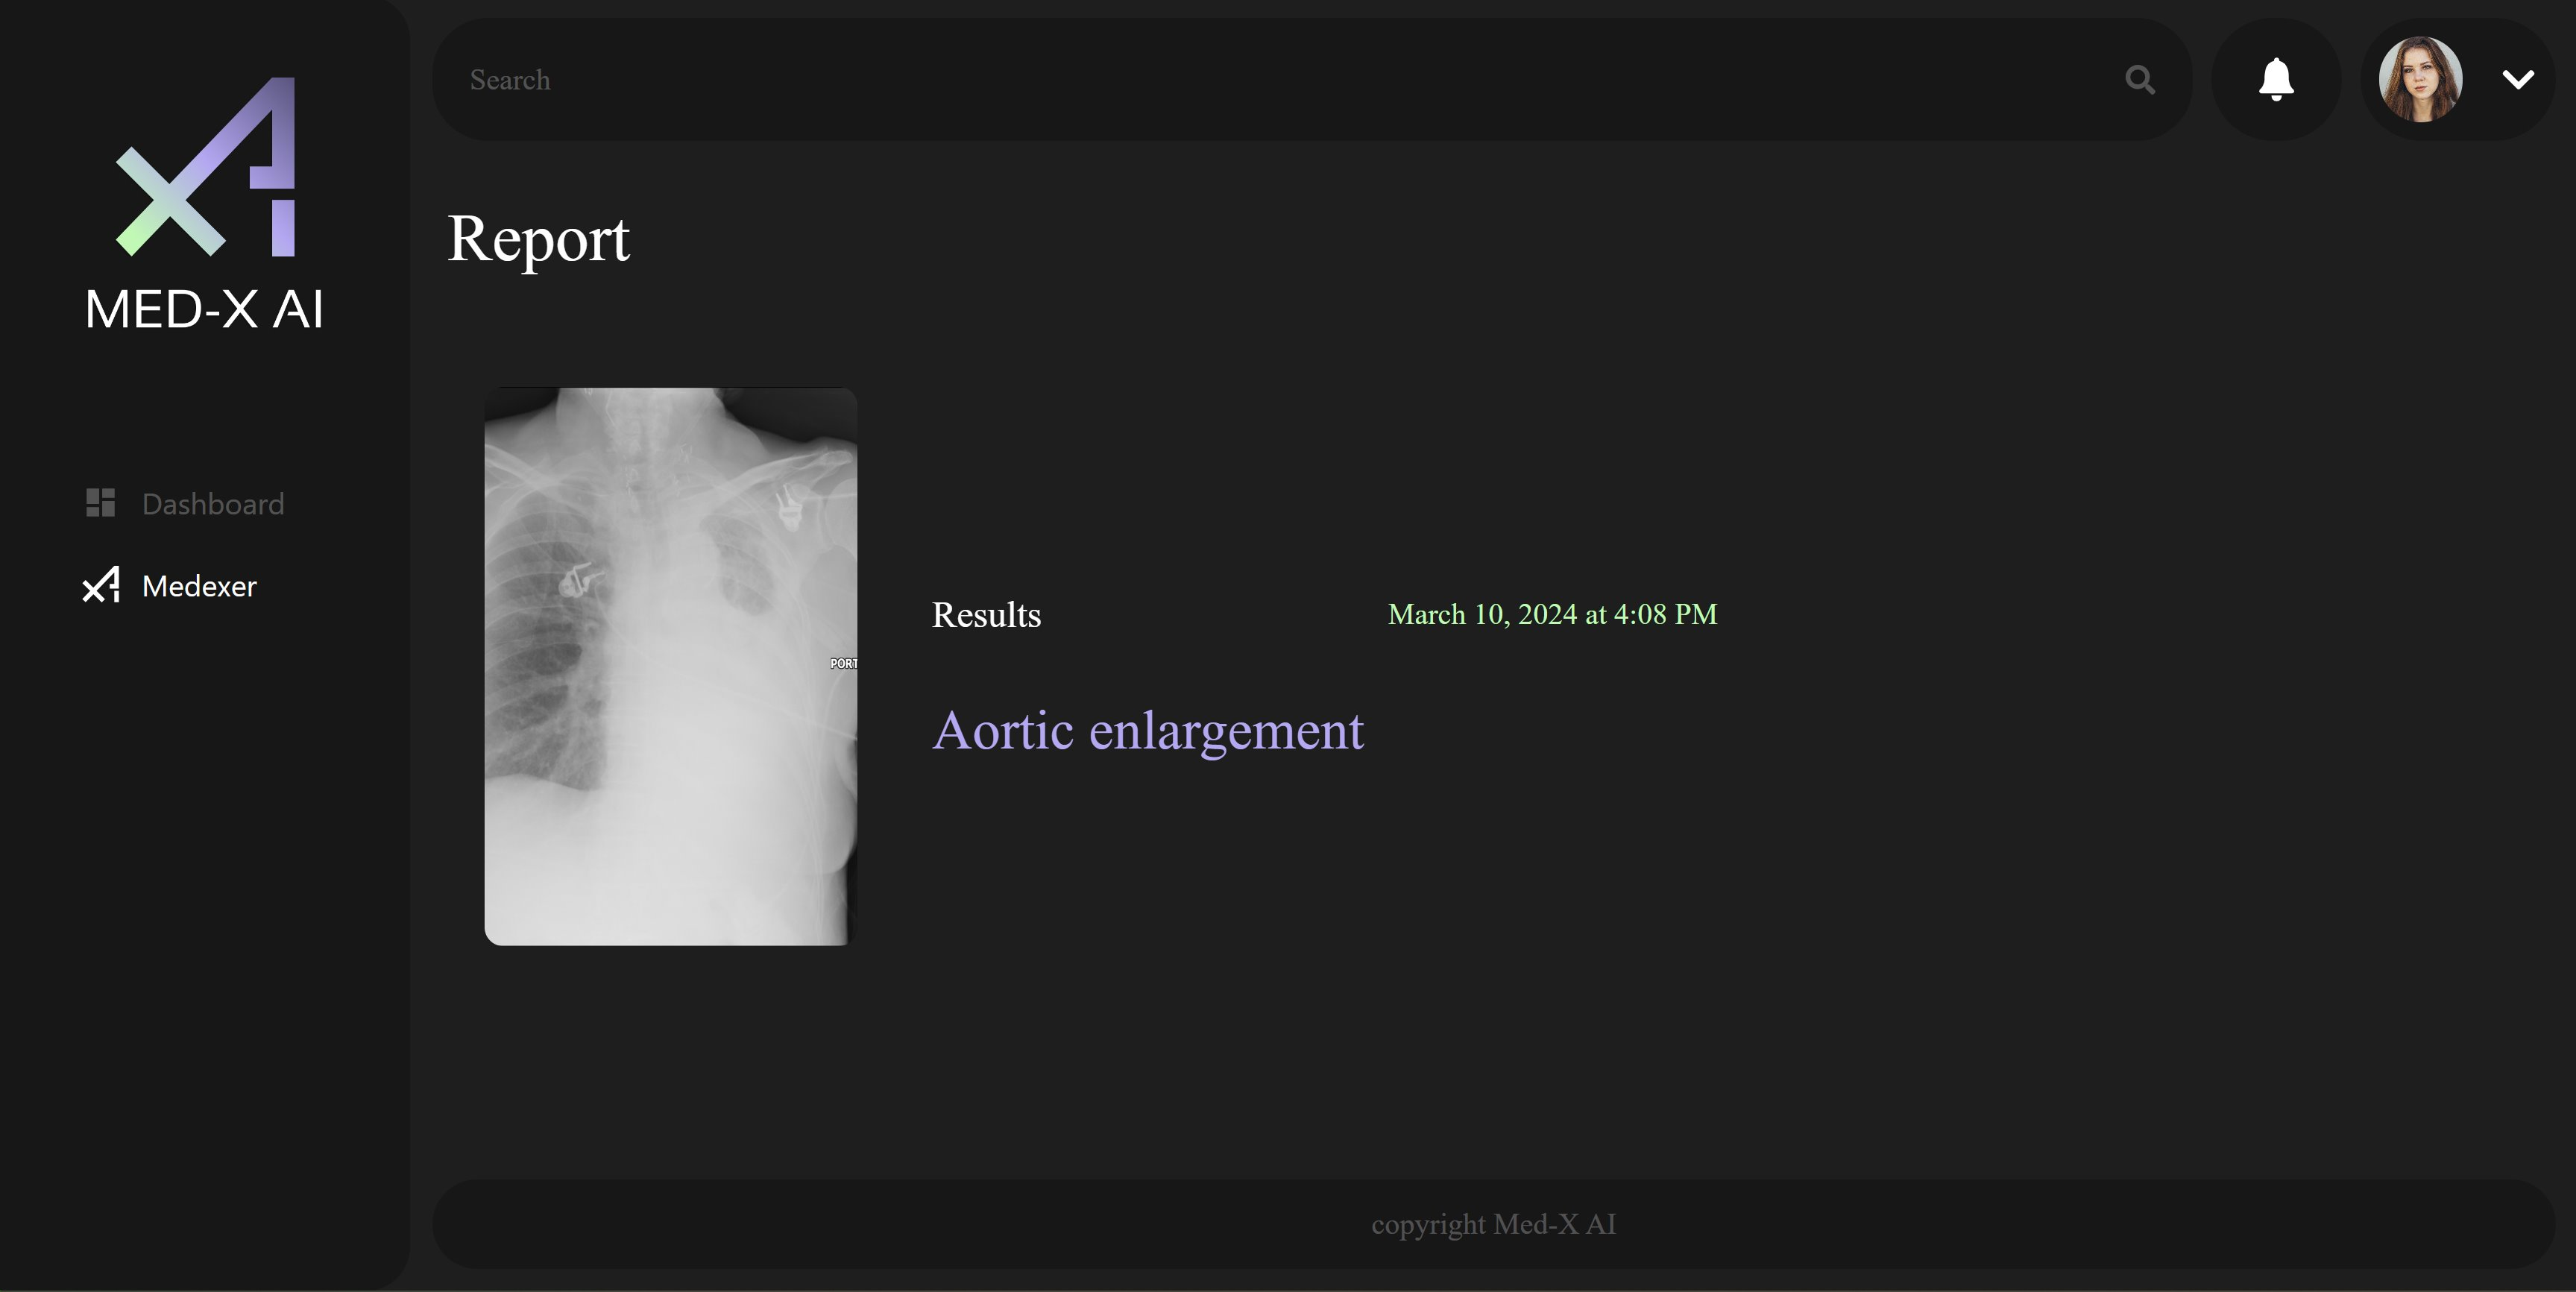 MED-X AI
Dashboard
Medexer
Search
Report
PORT
Results
March 10, 2024 at 4:08 PM
Aortic enlargement
copyright Med-X AI